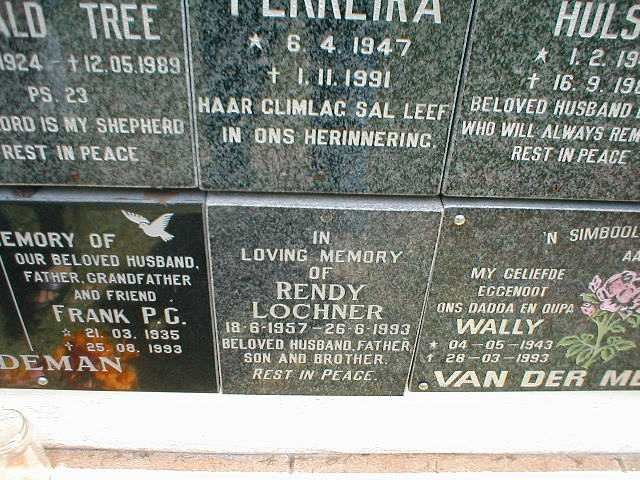 ALD TREE
1924 - † 12.05.1989
PS. 23
LORD IS MY SHEPHERD
REST IN PEACE
FERREIRA
★ 6.4.1947
† 1.11.1991
HAAR GLIMLAG SAL LEEF
IN ONS HERINNERING
HULS
★ 1.2.19
† 16.9.19
BELOVED HUSBAND
WHO WILL ALWAYS REM
REST IN PEACE
EMORY OF
OUR BELOVED HUSBAND,
FATHER, GRANDFATHER
AND FRIEND
FRANK P.G.
★ 21.03.1935
† 25.08.1993
DEMAN
IN
LOVING MEMORY
OF
RENDY
LOCHNER
18-6-1957 - 26-6-1993
BELOVED HUSBAND, FATHER,
SON AND BROTHER.
REST IN PEACE.
'N SIMBOOL
AA
MY GELIEFDE
EGGENOOT
ONS DADDA EN OUPA
WALLY
★ 04-05-1943
† 28-03-1993
VAN DER ME